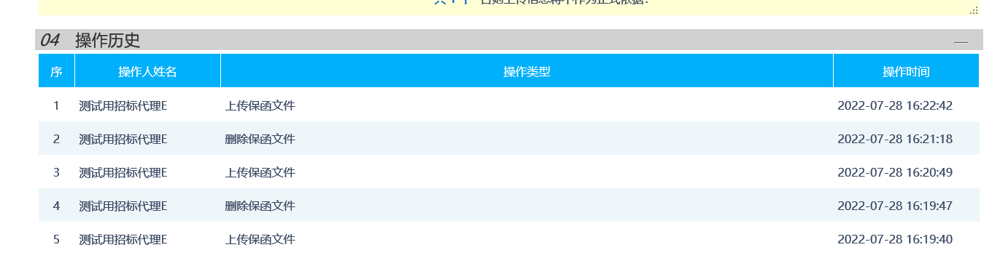 04 操作历史
序 操作人姓名 操作类型 操作时间
1 测试用招标代理E 上传保函文件 2022-07-28 16:22:42
2 测试用招标代理E 删除保函文件 2022-07-28 16:21:18
3 测试用招标代理E 上传保函文件 2022-07-28 16:20:49
4 测试用招标代理E 删除保函文件 2022-07-28 16:19:47
5 测试用招标代理E 上传保函文件 2022-07-28 16:19:40